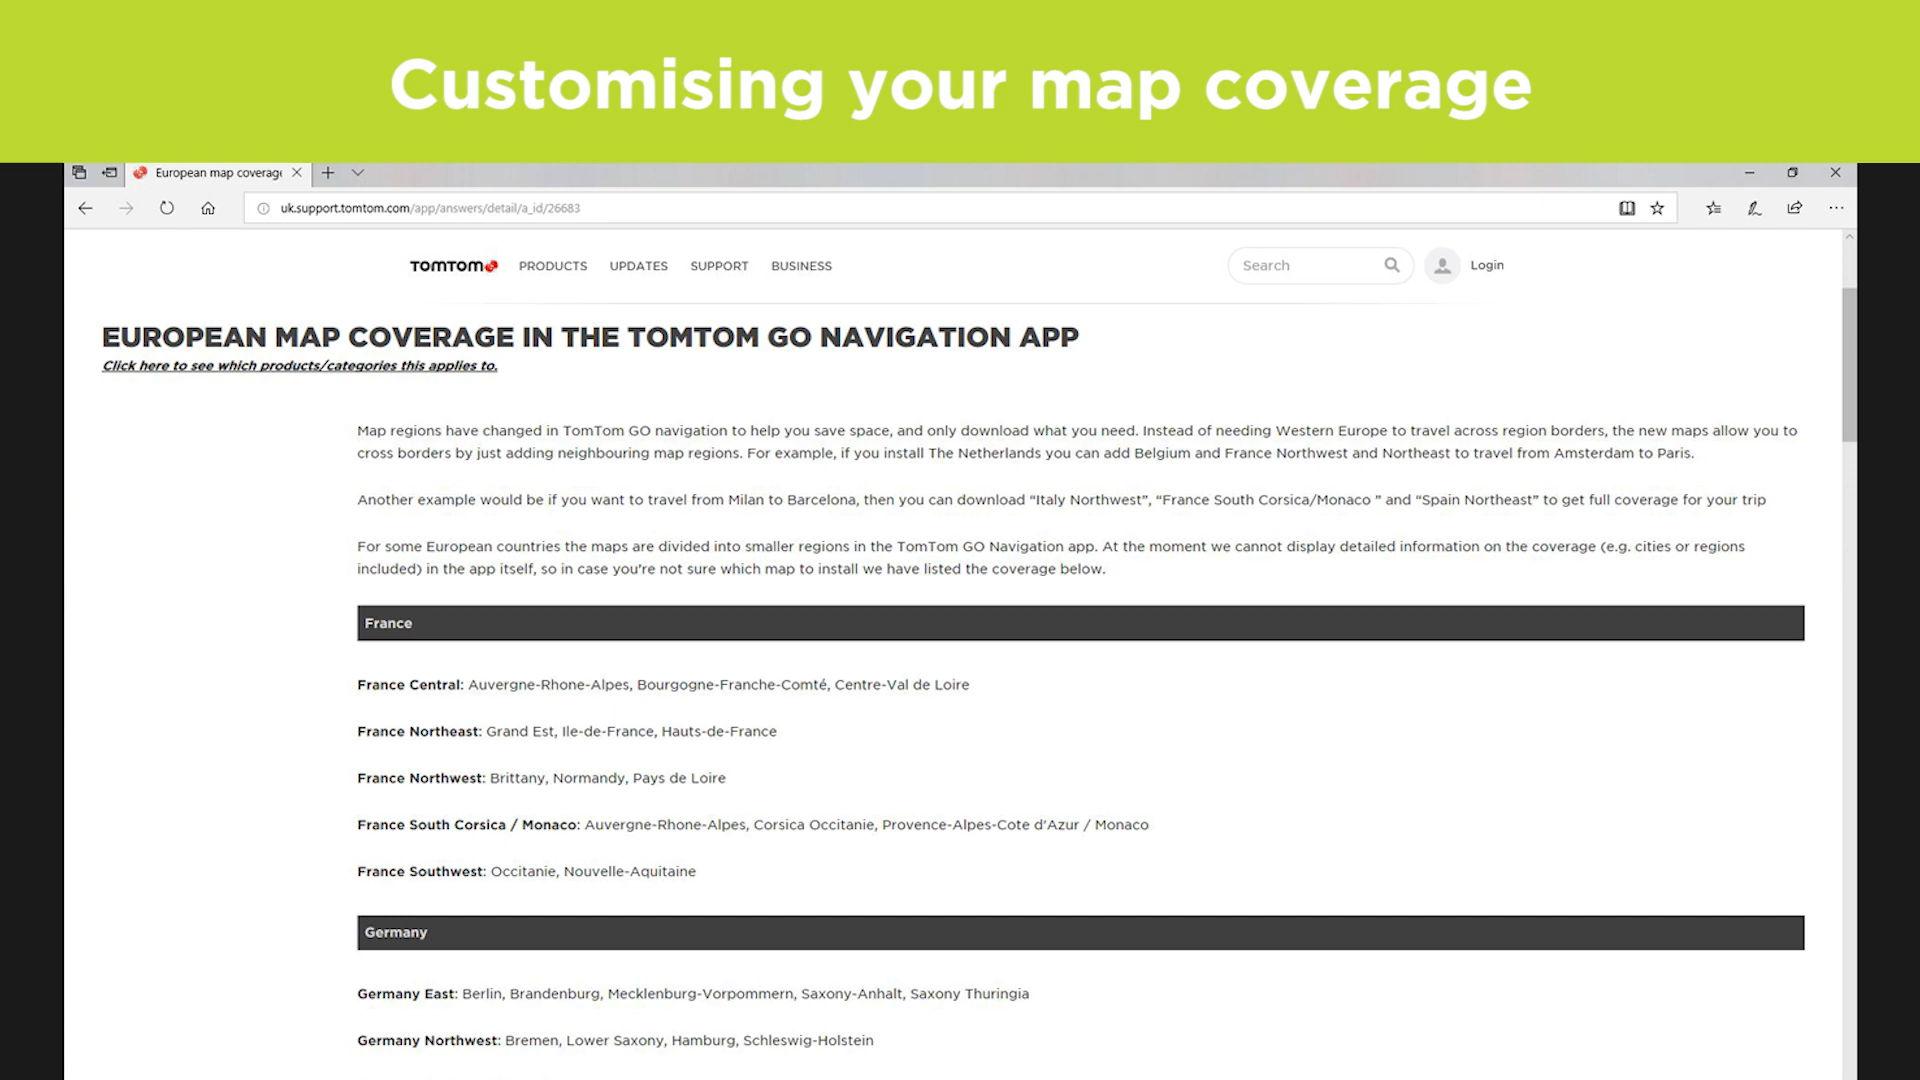 Customising your map coverage
European map coverage
uk.support.tomtom.com/app/answers/detail/a_id/26683
TOMTOM PRODUCTS UPDATES SUPPORT BUSINESS Search Login
EUROPEAN MAP COVERAGE IN THE TOMTOM GO NAVIGATION APP
Click here to see which products/categories this applies to.
Map regions have changed in TomTom GO navigation to help you save space, and only download what you need. Instead of needing Western Europe to travel across region borders, the new maps allow you to
cross borders by just adding neighbouring map regions. For example, if you install The Netherlands you can add Belgium and France Northwest and Northeast to travel from Amsterdam to Paris.
Another example would be if you want to travel from Milan to Barcelona, then you can download “Italy Northwest”, “France South Corsica/Monaco ” and “Spain Northeast” to get full coverage for your trip
For some European countries the maps are divided into smaller regions in the TomTom GO Navigation app. At the moment we cannot display detailed information on the coverage (e.g. cities or regions
included) in the app itself, so in case you're not sure which map to install we have listed the coverage below.
France
France Central: Auvergne-Rhone-Alpes, Bourgogne-Franche-Comté, Centre-Val de Loire
France Northeast: Grand Est, Ile-de-France, Hauts-de-France
France Northwest: Brittany, Normandy, Pays de Loire
France South Corsica / Monaco: Auvergne-Rhone-Alpes, Corsica Occitanie, Provence-Alpes-Cote d'Azur / Monaco
France Southwest: Occitanie, Nouvelle-Aquitaine
Germany
Germany East: Berlin, Brandenburg, Mecklenburg-Vorpommern, Saxony-Anhalt, Saxony Thuringia
Germany Northwest: Bremen, Lower Saxony, Hamburg, Schleswig-Holstein